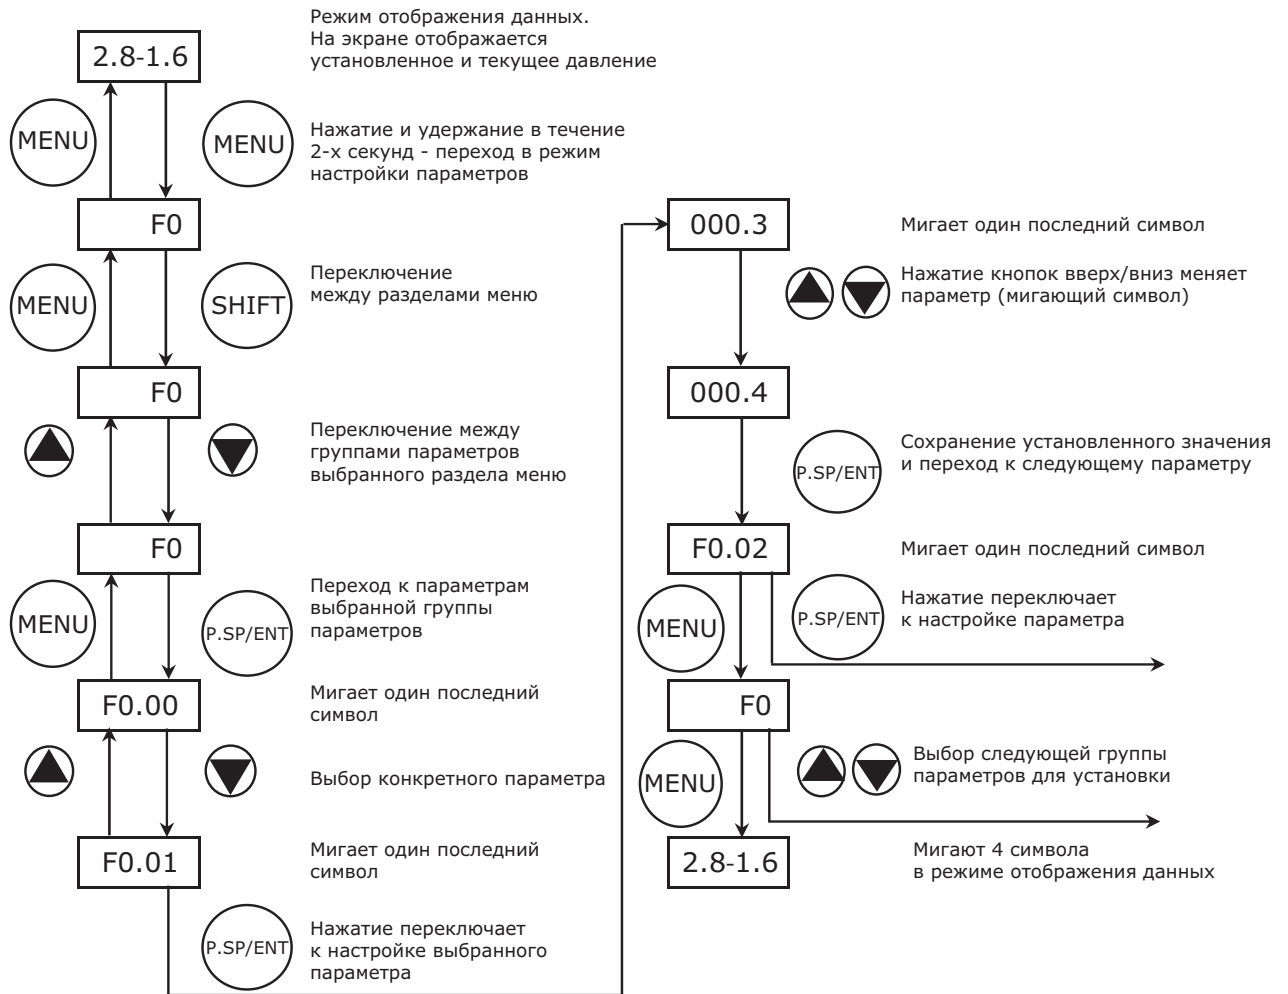 Режим отображения данных.
На экране отображается
установленное и текущее давление
2.8-1.6
MENU
MENU
Нажатие и удержание в течение
2-х секунд - переход в режим
настройки параметров
F0
MENU
SHIFT
Переключение
между разделами меню
F0
Переключение между
группами параметров
выбранного раздела меню
F0
MENU
P.SP/ENT
Переход к параметрам
выбранной группы
параметров
F0.00
Мигает один последний
символ
Выбор конкретного параметра
F0.01
Мигает один последний
символ
P.SP/ENT
Нажатие переключает
к настройке выбранного
параметра
000.3
Мигает один последний символ
Нажатие кнопок вверх/вниз меняет
параметр (мигающий символ)
000.4
P.SP/ENT
Сохранение установленного значения
и переход к следующему параметру
F0.02
Мигает один последний символ
MENU
P.SP/ENT
Нажатие переключает
к настройке параметра
F0
MENU
Выбор следующей группы
параметров для установки
2.8-1.6
Мигают 4 символа
в режиме отображения данных